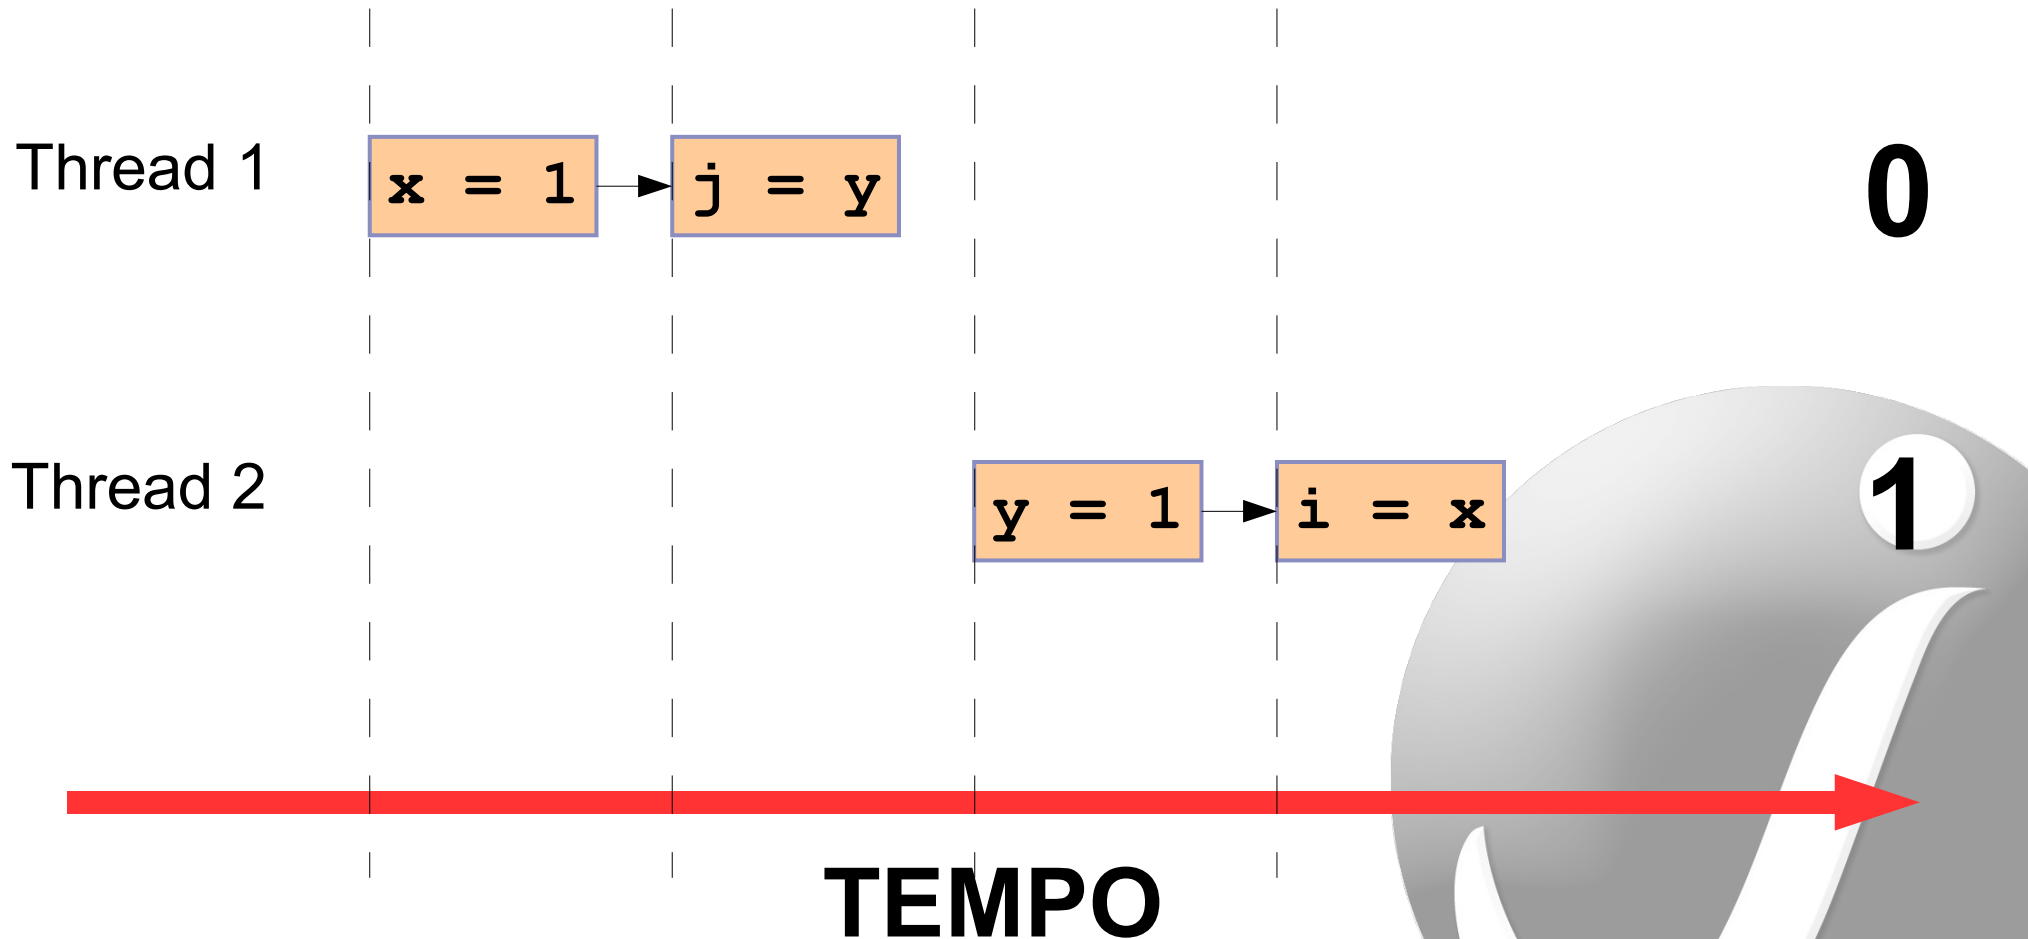 Thread 1 x = 1 j = y 0
Thread 2 y = 1 i = x 1
TEMPO